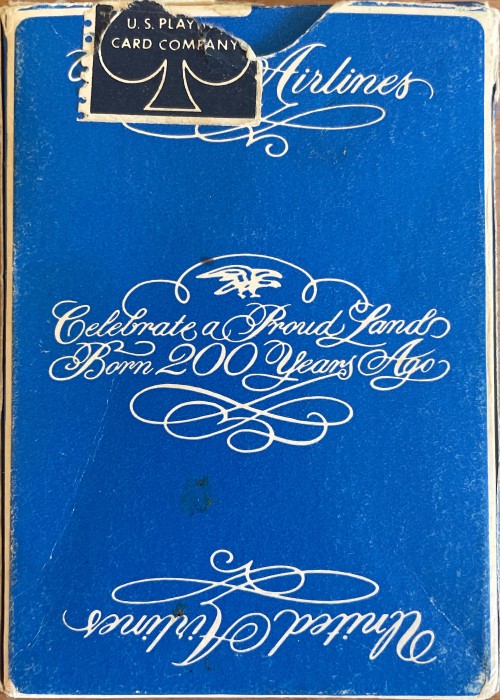 U.S. PLAY
CARD COMPANY
Airlines
Celebrate a Proud Land
Born 200 Years Ago
United Airlines